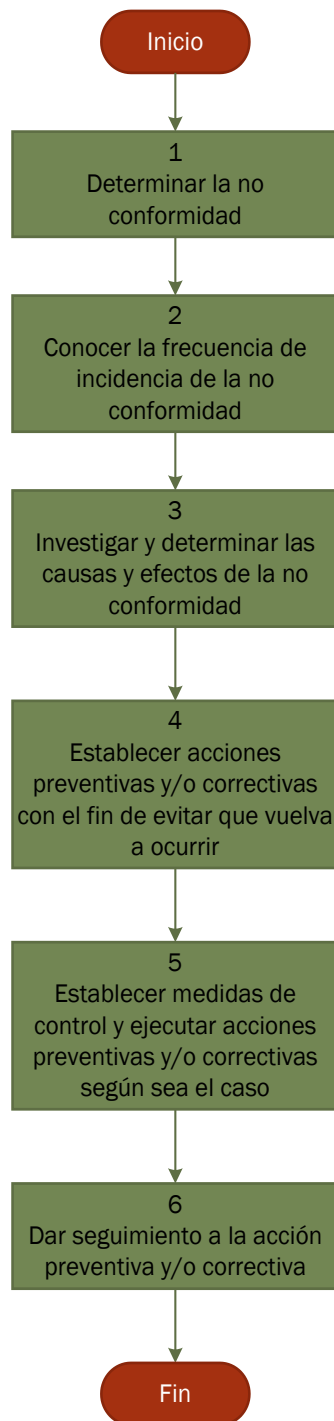 Inicio
1
Determinar la no
conformidad
2
Conocer la frecuencia de
incidencia de la no
conformidad
3
Investigar y determinar las
causas y efectos de la no
conformidad
4
Establecer acciones
preventivas y/o correctivas
con el fin de evitar que vuelva
a ocurrir
5
Establecer medidas de
control y ejecutar acciones
preventivas y/o correctivas
según sea el caso
6
Dar seguimiento a la acción
preventiva y/o correctiva
Fin